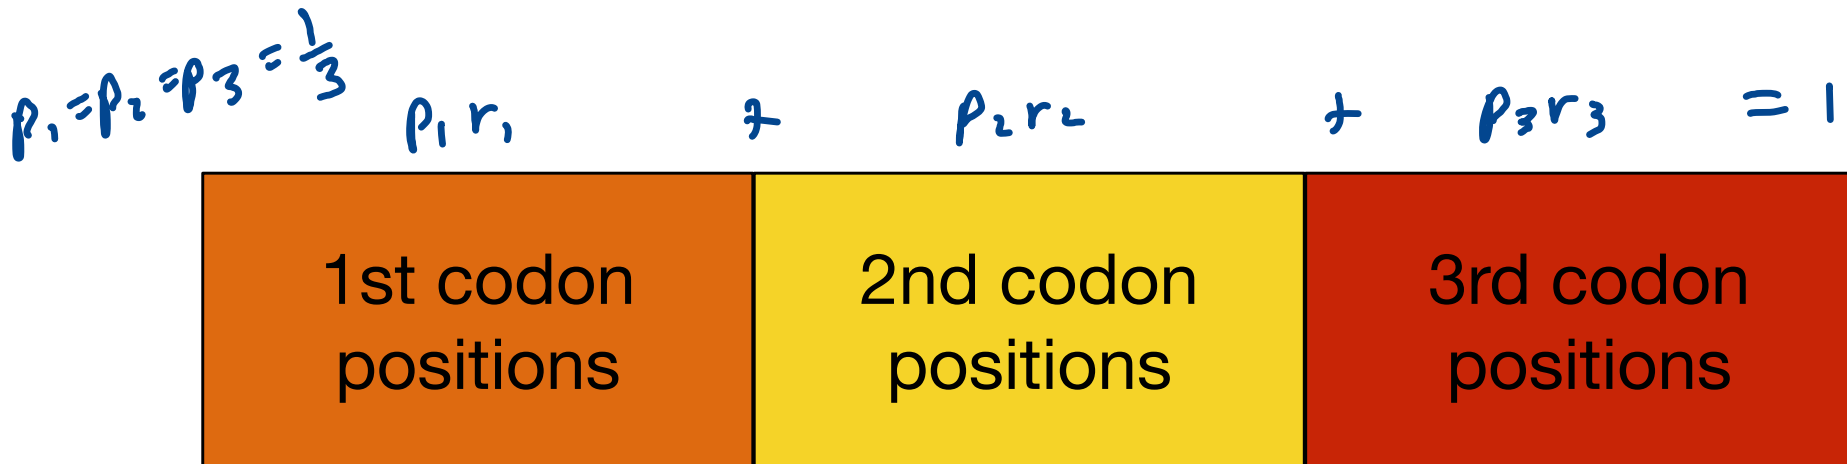 p₁ = p₂ = p₃ = 1/3
p₁r₁ + p₂r₂ + p₃r₃ = 1
1st codon
positions
2nd codon
positions
3rd codon
positions